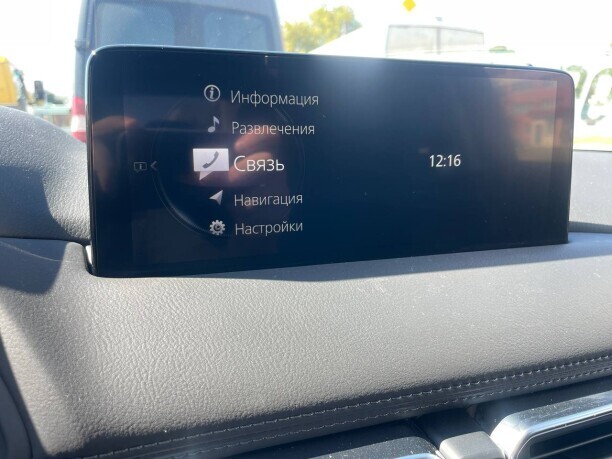 Информация
Развлечения
Связь
12:16
Навигация
Настройки